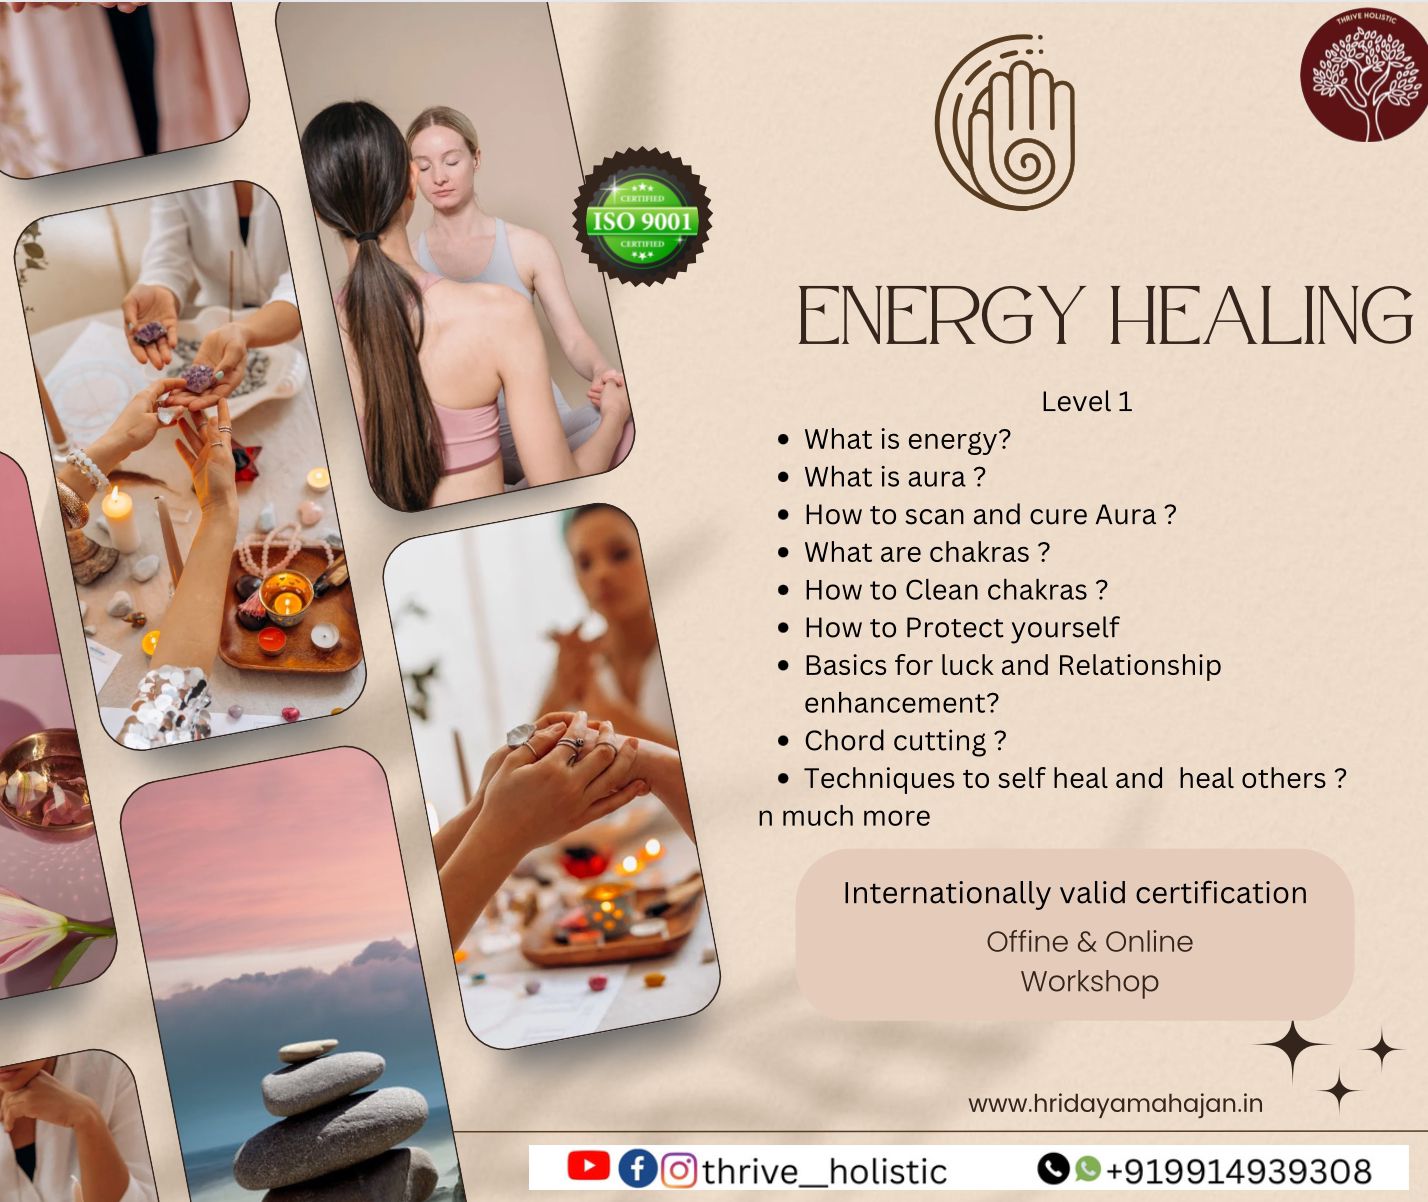 THRIVE HOLISTIC
CERTIFIED
ISO 9001
CERTIFIED
ENERGY HEALING
Level 1
• What is energy?
• What is aura ?
• How to scan and cure Aura ?
• What are chakras ?
• How to Clean chakras ?
• How to Protect yourself
• Basics for luck and Relationship
enhancement?
• Chord cutting ?
• Techniques to self heal and  heal others ?
n much more
Internationally valid certification
Offine & Online
Workshop
www.hridayamahajan.in
thrive__holistic
+919914939308